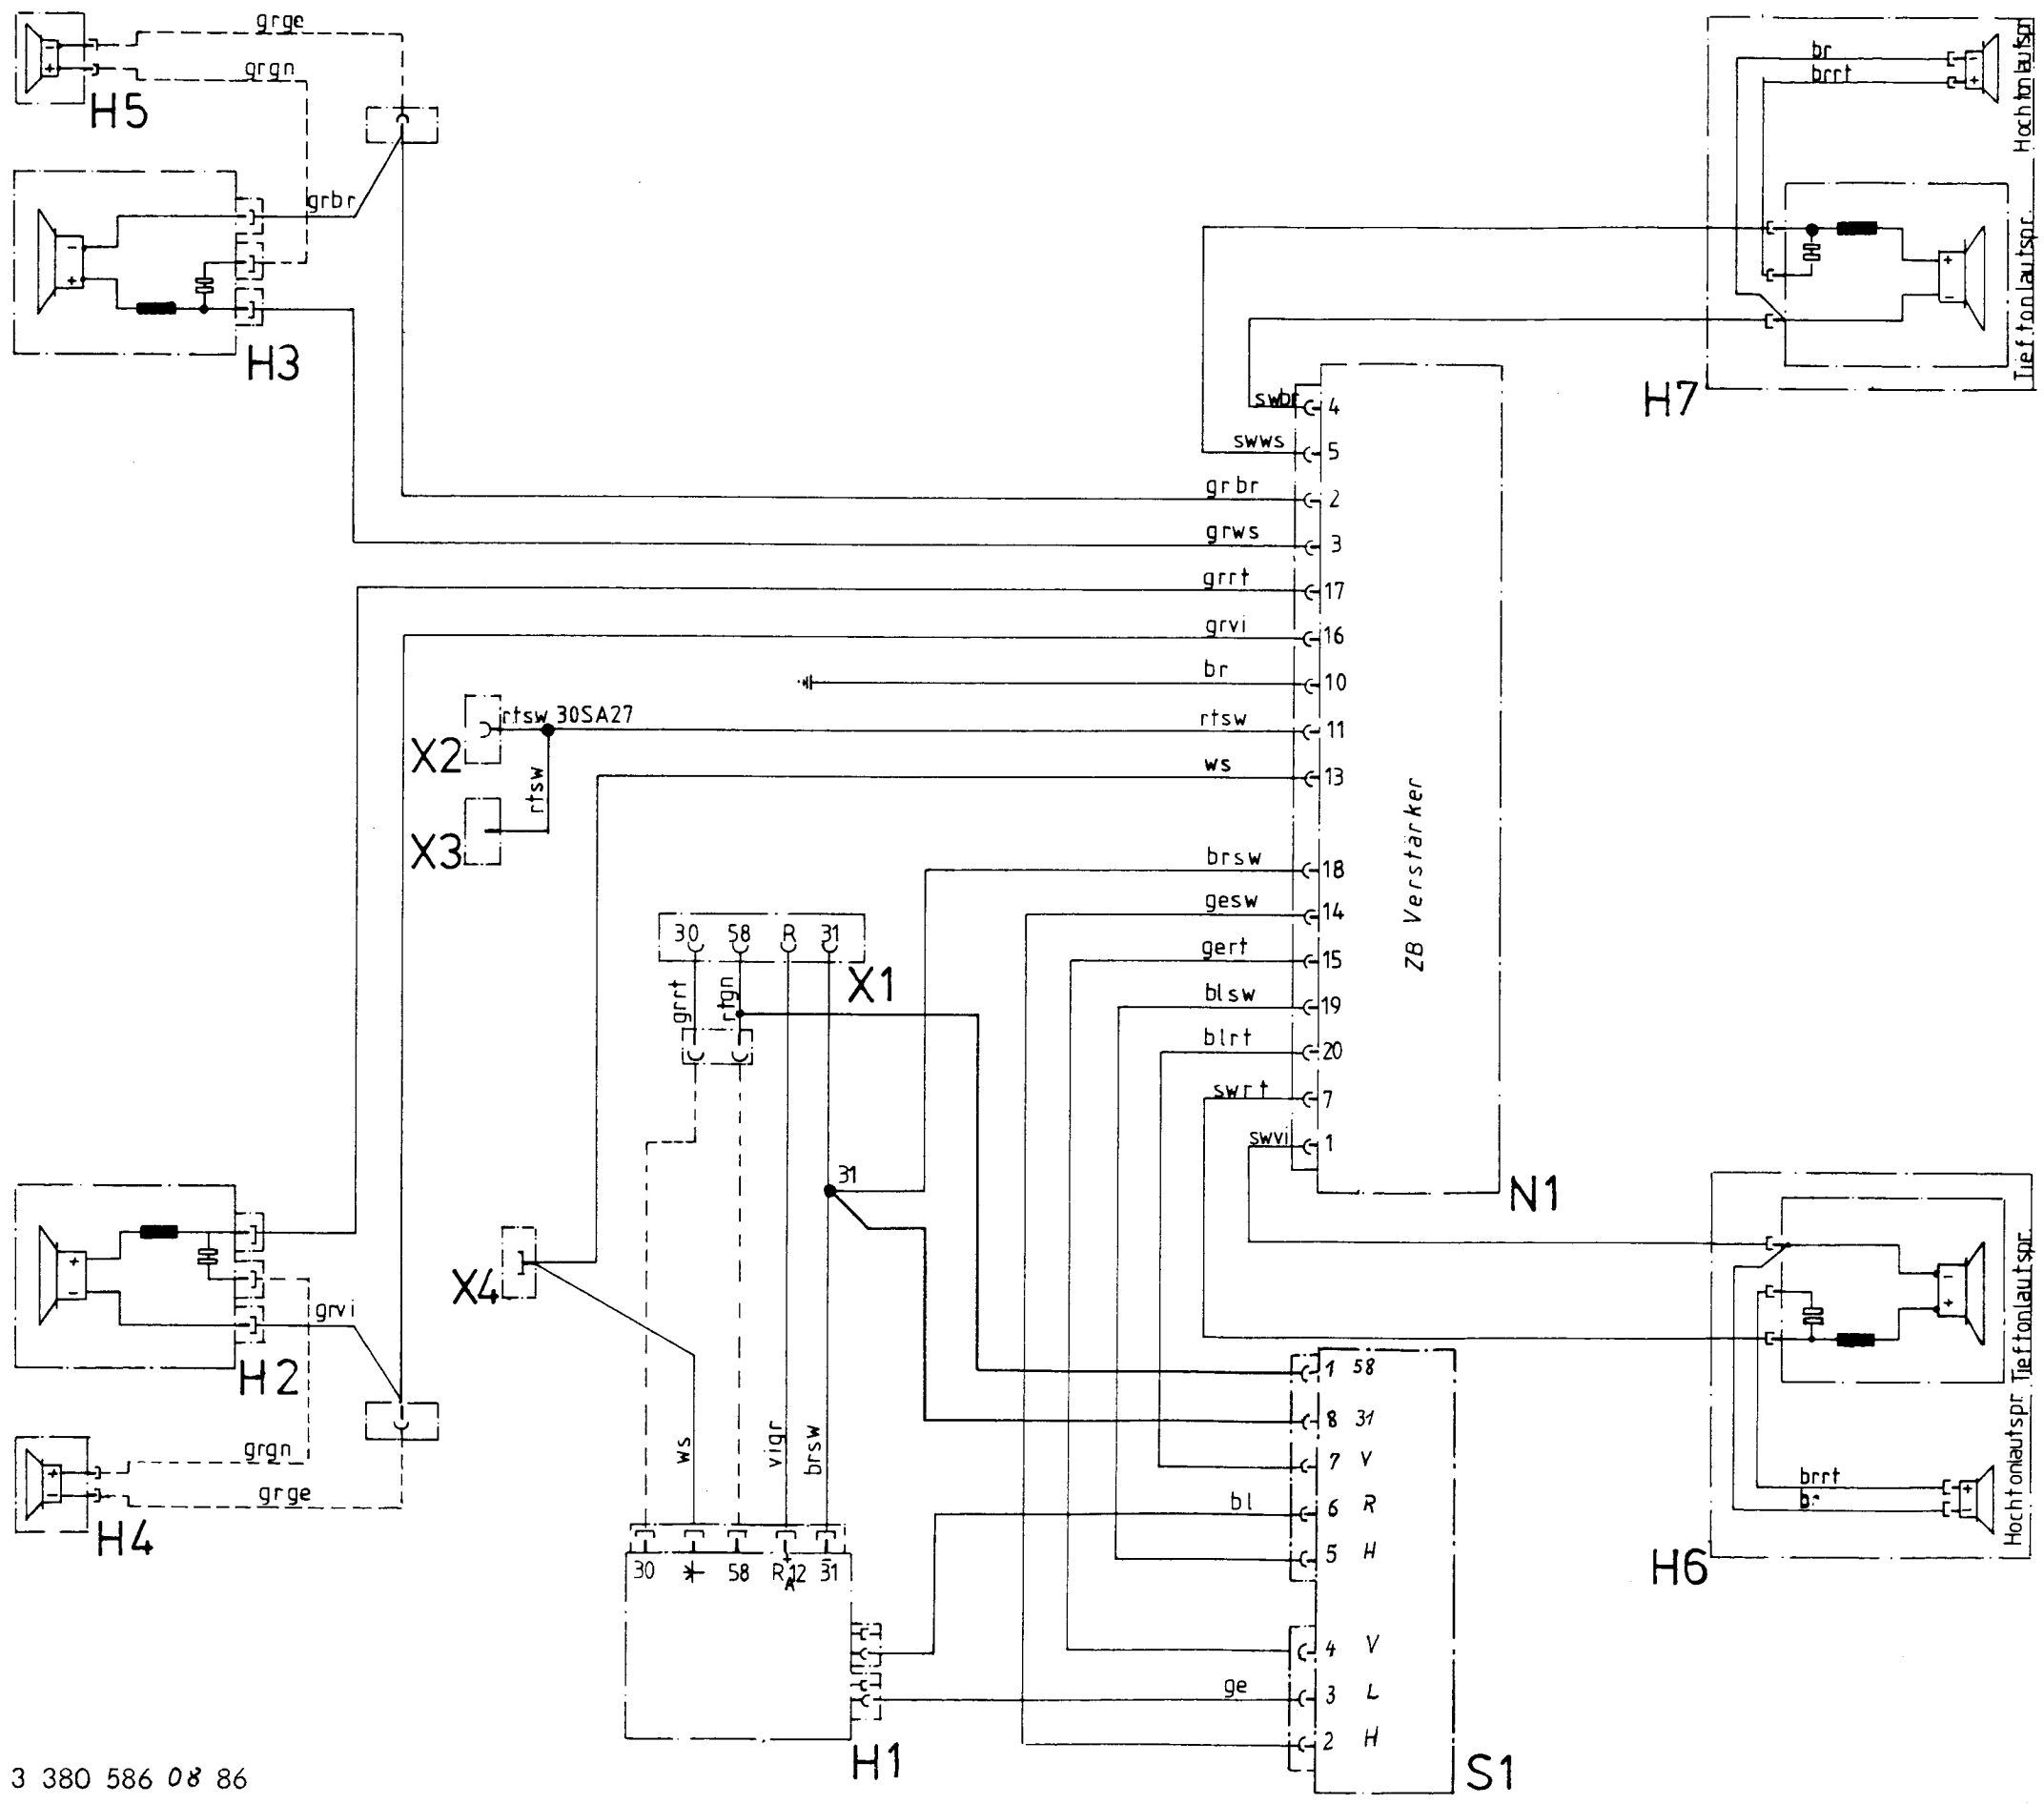 grge
grgn
H5
grbr
H3
br
brrt
Hochtonlautspr
Tieftonlautspr.
H7
swbr 4
swws 5
grbr 2
grws 3
grrt 17
grvi 16
br 10
X2 rtsw 30SA27 rtsw 11
rtsw
X3
ws 13
ZB Verstärker
brsw 18
gesw 14
gert 15
blsw 19
blrt 20
swrt 7
swvi 1
N1
30 58 R 31
X1
grrt
rtgn
31
X4
ws
vigr
brsw
grvi
H2
grgn
grge
H4
Tieftonlautspr.
Hochtonlautspr.
brrt
br
H6
1 58
8 31
7 V
bl 6 R
5 H
4 V
ge 3 L
2 H
S1
30 58 R 12 31
A
H1
3 380 586 08 86